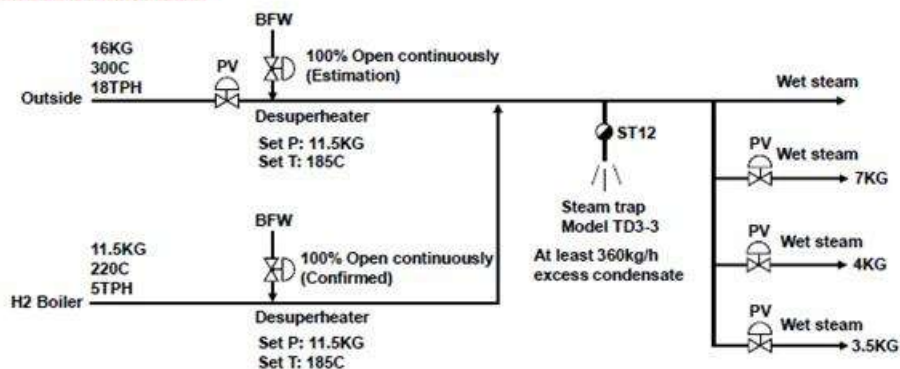 BFW
16KG
300C
18TPH
PV
100% Open continuously
(Estimation)
Outside
Wet steam
Desuperheater
Set P: 11.5KG
Set T: 185C
ST12
PV
Wet steam
7KG
Steam trap
Model TD3-3
At least 360kg/h
excess condensate
BFW
11.5KG
220C
5TPH
100% Open continuously
(Confirmed)
H2 Boiler
Desuperheater
Set P: 11.5KG
Set T: 185C
PV
Wet steam
4KG
PV
Wet steam
3.5KG